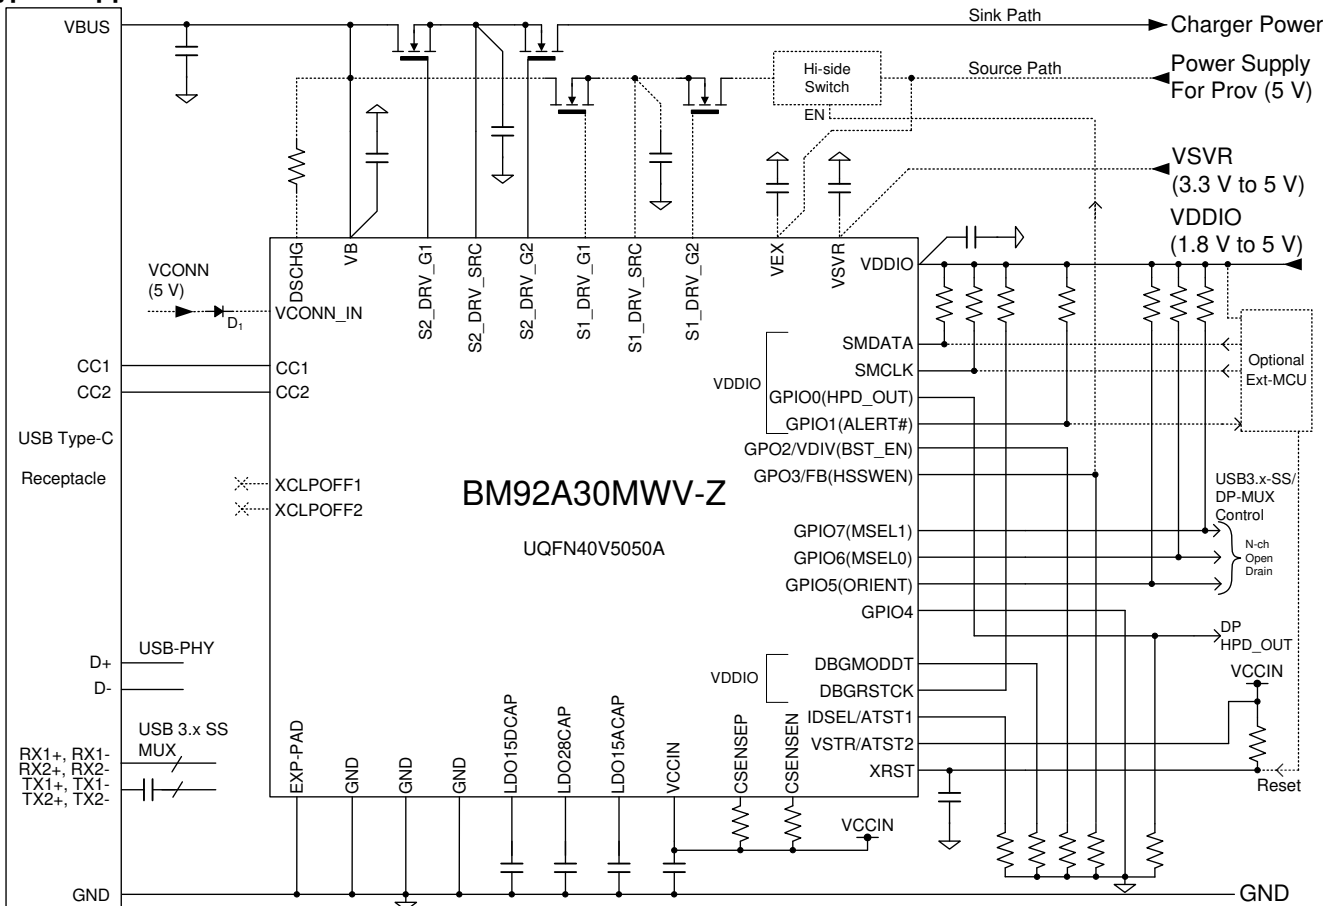 VBUS
Sink Path
Charger Power
Hi-side
Switch
EN
Source Path
Power Supply
For Prov (5 V)
VSVR
(3.3 V to 5 V)
VDDIO
(1.8 V to 5 V)
VCONN
(5 V)
D1
DSCHG
VB
S2_DRV_G1
S2_DRV_SRC
S2_DRV_G2
S1_DRV_G1
S1_DRV_SRC
S1_DRV_G2
VEX
VSVR
VDDIO
VCONN_IN
CC1
CC1
CC2
CC2
USB Type-C
Receptacle
XCLPOFF1
XCLPOFF2
BM92A30MWV-Z
UQFN40V5050A
VDDIO
SMDATA
SMCLK
GPIO0(HPD_OUT)
GPIO1(ALERT#)
GPO2/VDIV(BST_EN)
GPO3/FB(HSSWEN)
GPIO7(MSEL1)
GPIO6(MSEL0)
GPIO5(ORIENT)
GPIO4
Optional
Ext-MCU
USB3.x-SS/
DP-MUX
Control
N-ch
Open
Drain
DP
HPD_OUT
VDDIO
DBGMODDT
DBGRSTCK
IDSEL/ATST1
VSTR/ATST2
XRST
VCCIN
Reset
D+
USB-PHY
D-
USB 3.x SS
MUX
RX1+, RX1-
RX2+, RX2-
TX1+, TX1-
TX2+, TX2-
EXP-PAD
GND
GND
GND
LDO15DCAP
LDO28CAP
LDO15ACAP
VCCIN
CSENSEP
CSENSEN
VCCIN
GND
GND